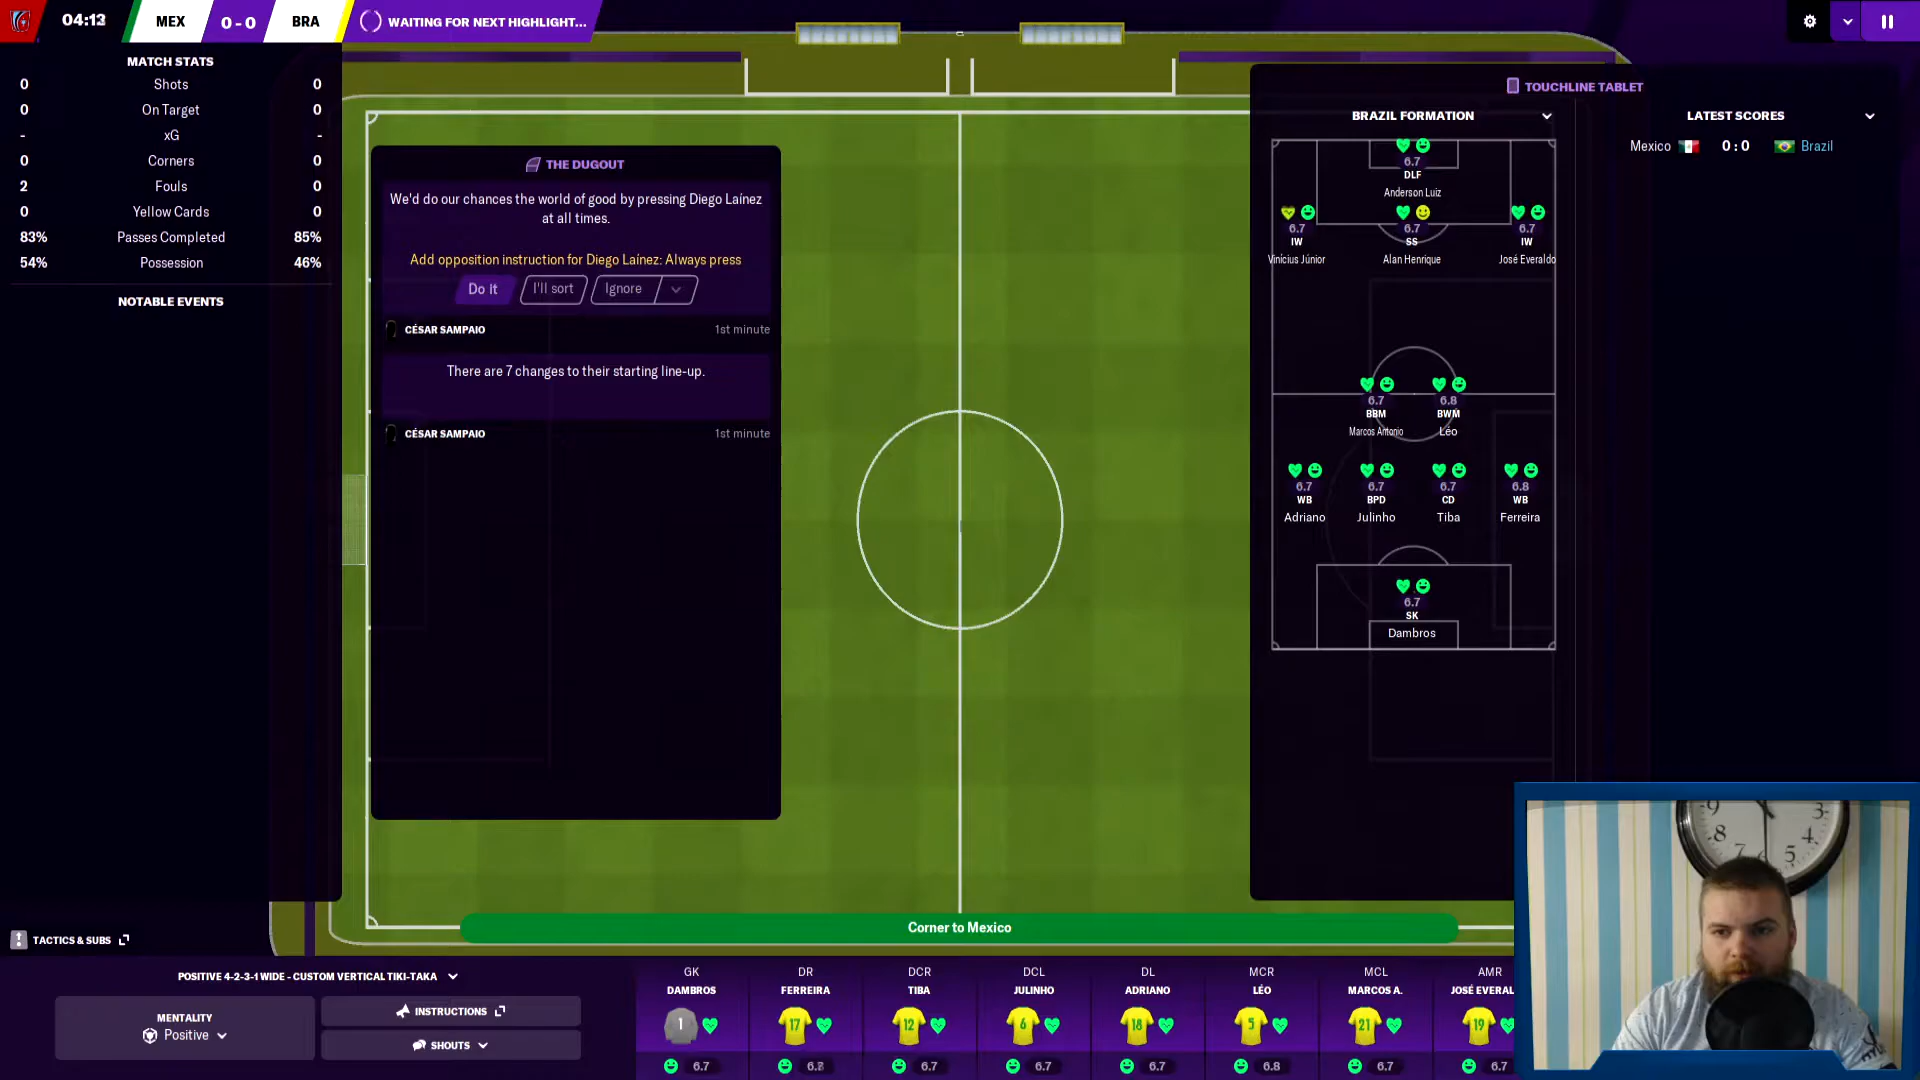 04:13 MEX 0 - 0 BRA WAITING FOR NEXT HIGHLIGHT...
MATCH STATS
0 Shots 0
0 On Target 0
- xG -
0 Corners 0
2 Fouls 0
0 Yellow Cards 0
83% Passes Completed 85%
54% Possession 46%
NOTABLE EVENTS
THE DUGOUT
We'd do our chances the world of good by pressing Diego Laínez
at all times.
Add opposition instruction for Diego Laínez: Always press
Do it I'll sort Ignore
CÉSAR SAMPAIO 1st minute
There are 7 changes to their starting line-up.
CÉSAR SAMPAIO 1st minute
TOUCHLINE TABLET
BRAZIL FORMATION
6.7
DLF
Anderson Luiz
6.7 6.7 6.7
IW SS IW
Vinícius Júnior Alan Henrique José Everaldo
6.7 6.8
BBM BWM
Marcos Antonio Léo
6.7 6.7 6.7 6.8
WB BPD CD WB
Adriano Julinho Tiba Ferreira
6.7
SK
Dambros
LATEST SCORES
Mexico 0 : 0 Brazil
Corner to Mexico
TACTICS & SUBS
POSITIVE 4-2-3-1 WIDE - CUSTOM VERTICAL TIKI-TAKA
MENTALITY
Positive
INSTRUCTIONS
SHOUTS
GK DR DCR DCL DL MCR MCL AMR
DAMBROS FERREIRA TIBA JULINHO ADRIANO LÉO MARCOS A. JOSÉ EVERAL
1 17 12 6 18 5 21 19
6.7 6.8 6.7 6.7 6.7 6.8 6.7 6.7
9 3
8 4
7 6 5